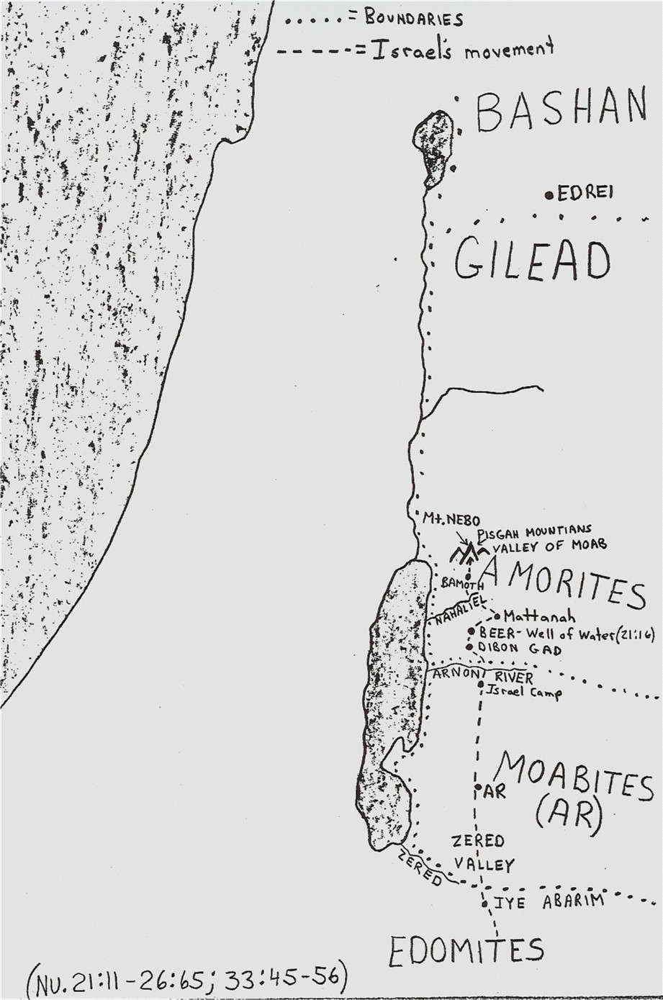 .....= BOUNDARIES
-----= Israel's movement
BASHAN
EDREI
GILEAD
Mt. NEBO
PISGAH MOUNTIANS
VALLEY OF MOAB
AMORITES
BAMOTH
NAHALIEL
Mattanah
BEER-Well of Water(21:16)
DIBON GAD
ARNON RIVER
Israel Camp
MOABITES
(AR)
AR
ZERED
VALLEY
ZERED
IYE ABARIM
EDOMITES
(NU. 21:11-26:65; 33:45-56)